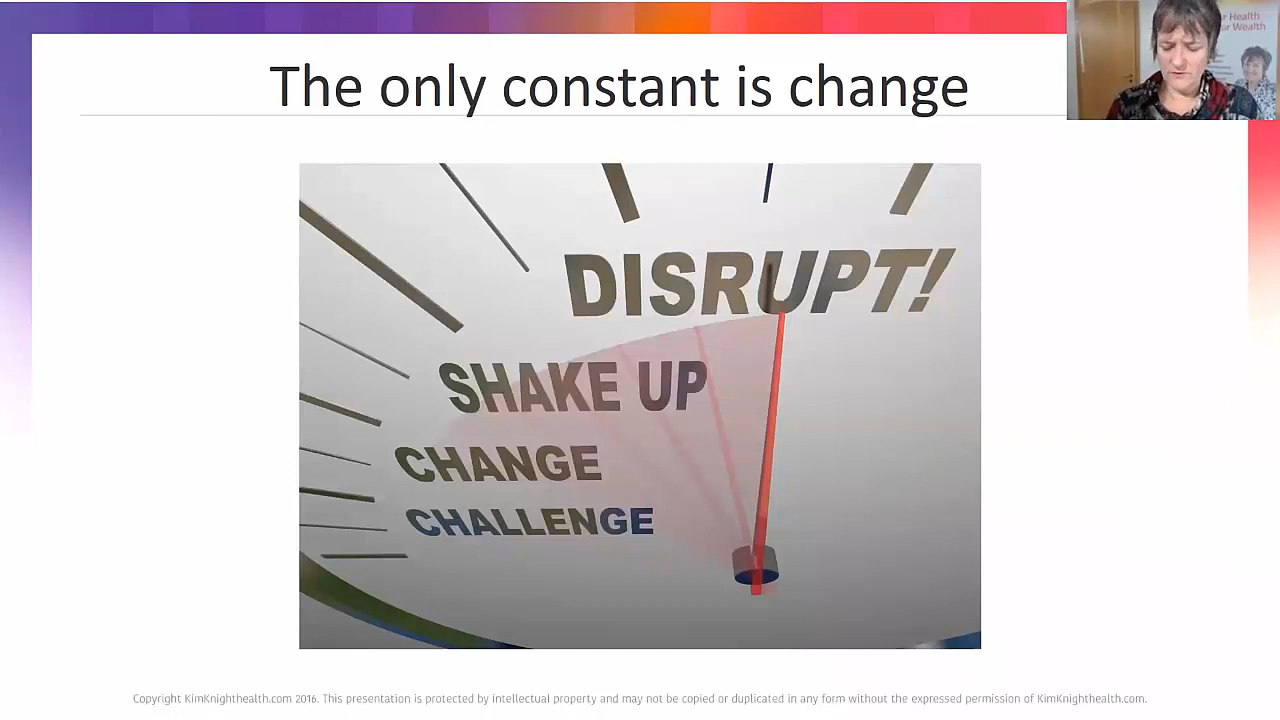 The only constant is change
r Health
r Wealth
DISRUPT!
SHAKE UP
CHANGE
CHALLENGE
Copyright KimKnighthealth.com 2016. This presentation is protected by intellectual property and may not be copied or duplicated in any form without the expressed permission of KimKnighthealth.com.